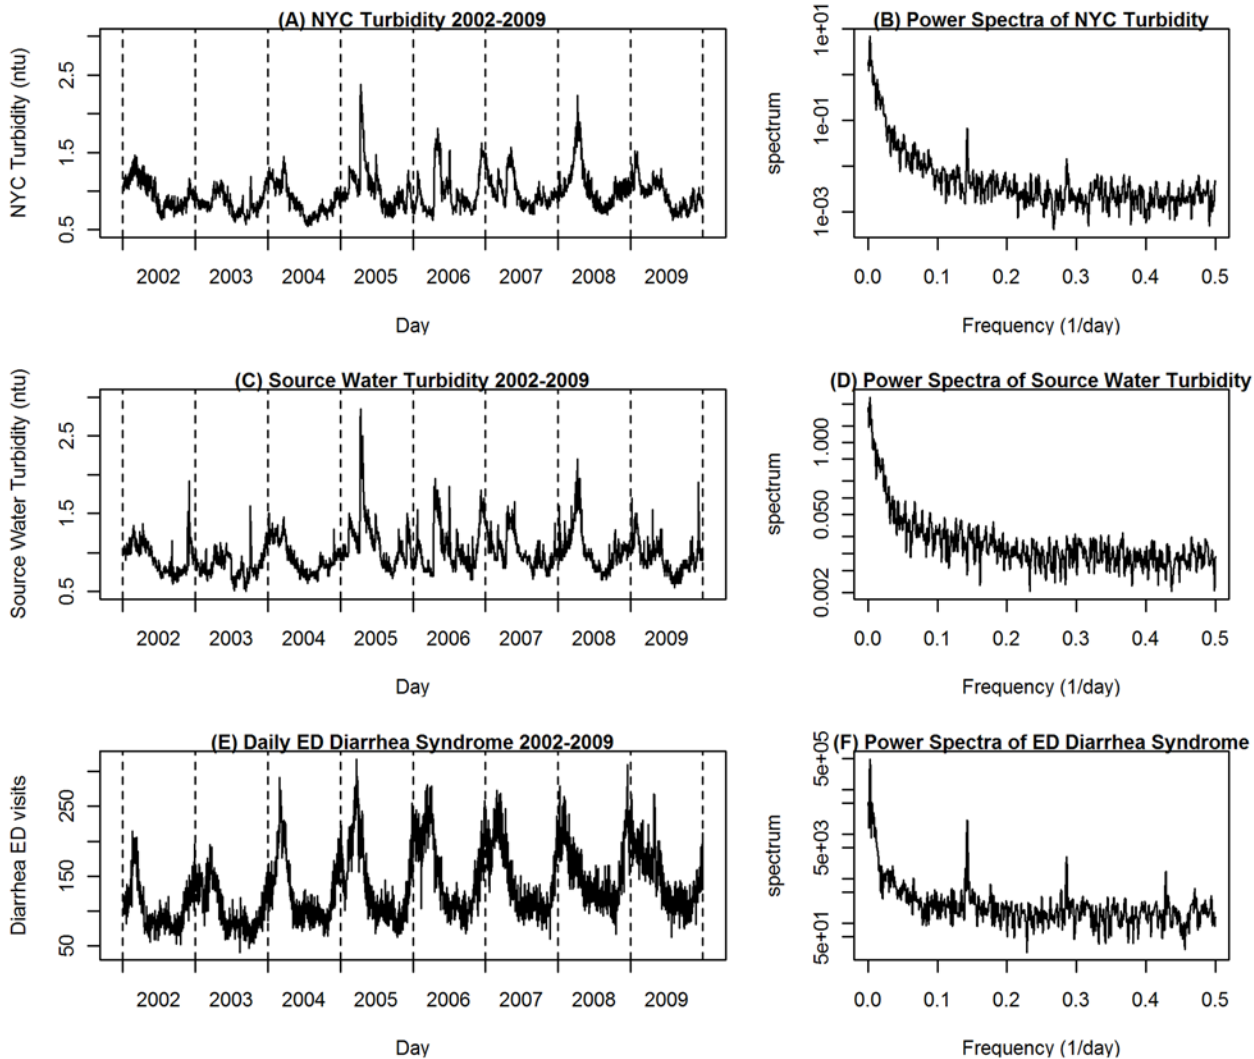 (A) NYC Turbidity 2002-2009
NYC Turbidity (ntu)
2.5
1.5
0.5
2002 2003 2004 2005 2006 2007 2008 2009
Day
(B) Power Spectra of NYC Turbidity
spectrum
1e+01
1e-01
1e-03
0.0 0.1 0.2 0.3 0.4 0.5
Frequency (1/day)
(C) Source Water Turbidity 2002-2009
Source Water Turbidity (ntu)
2.5
1.5
0.5
2002 2003 2004 2005 2006 2007 2008 2009
Day
(D) Power Spectra of Source Water Turbidity
spectrum
1.000
0.050
0.002
0.0 0.1 0.2 0.3 0.4 0.5
Frequency (1/day)
(E) Daily ED Diarrhea Syndrome 2002-2009
Diarrhea ED visits
250
150
50
2002 2003 2004 2005 2006 2007 2008 2009
Day
(F) Power Spectra of ED Diarrhea Syndrome
spectrum
5e+05
5e+03
5e+01
0.0 0.1 0.2 0.3 0.4 0.5
Frequency (1/day)